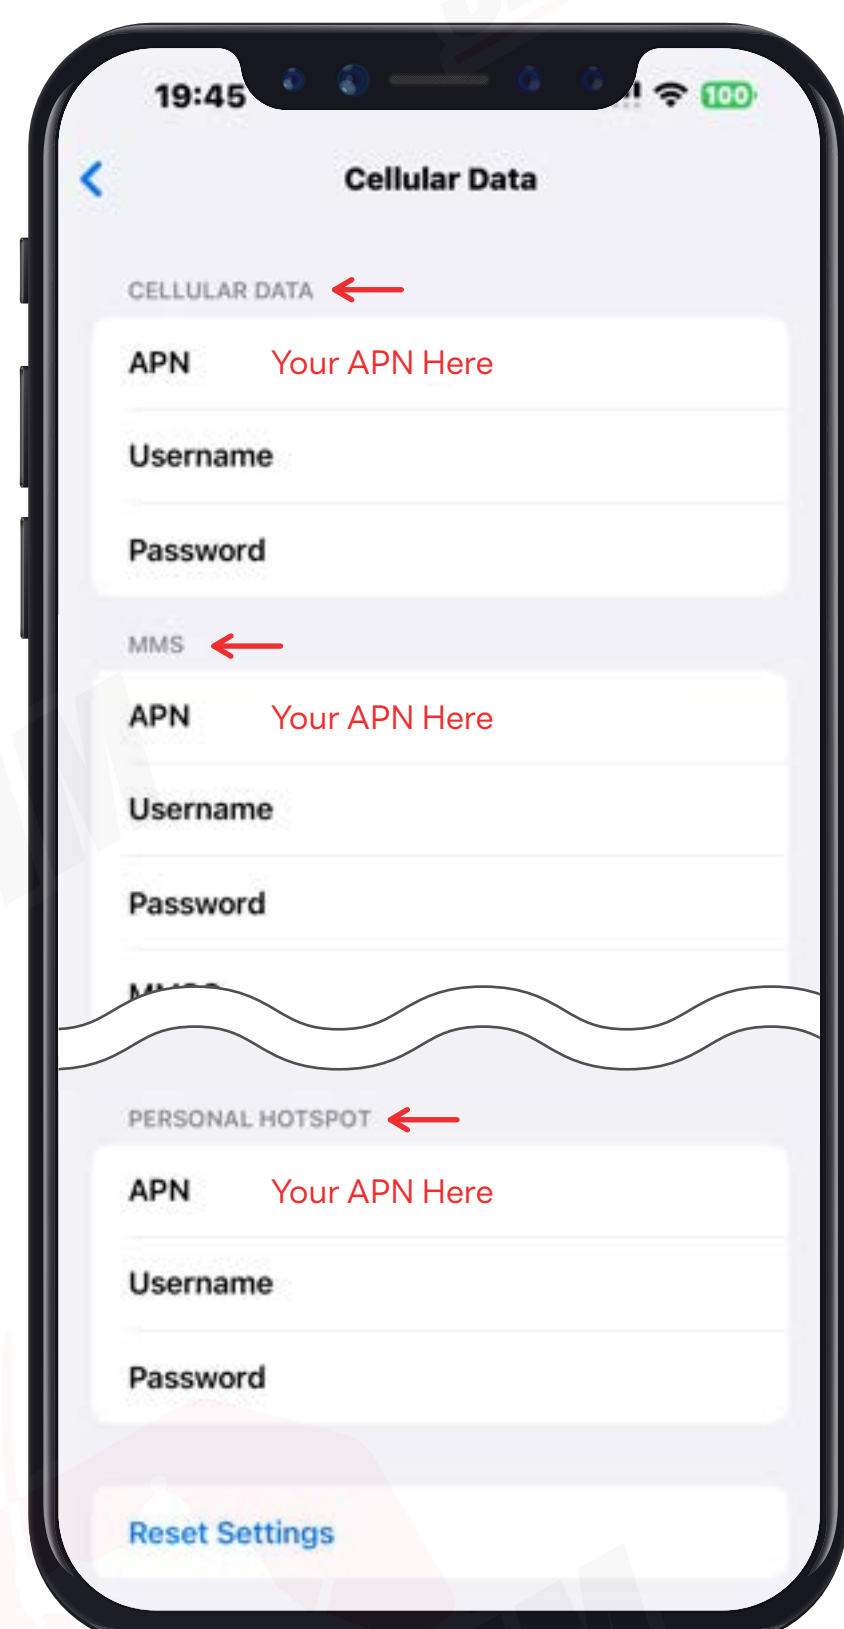 19:45
100
Cellular Data
CELLULAR DATA
APN Your APN Here
Username
Password
MMS
APN Your APN Here
Username
Password
PERSONAL HOTSPOT
APN Your APN Here
Username
Password
Reset Settings